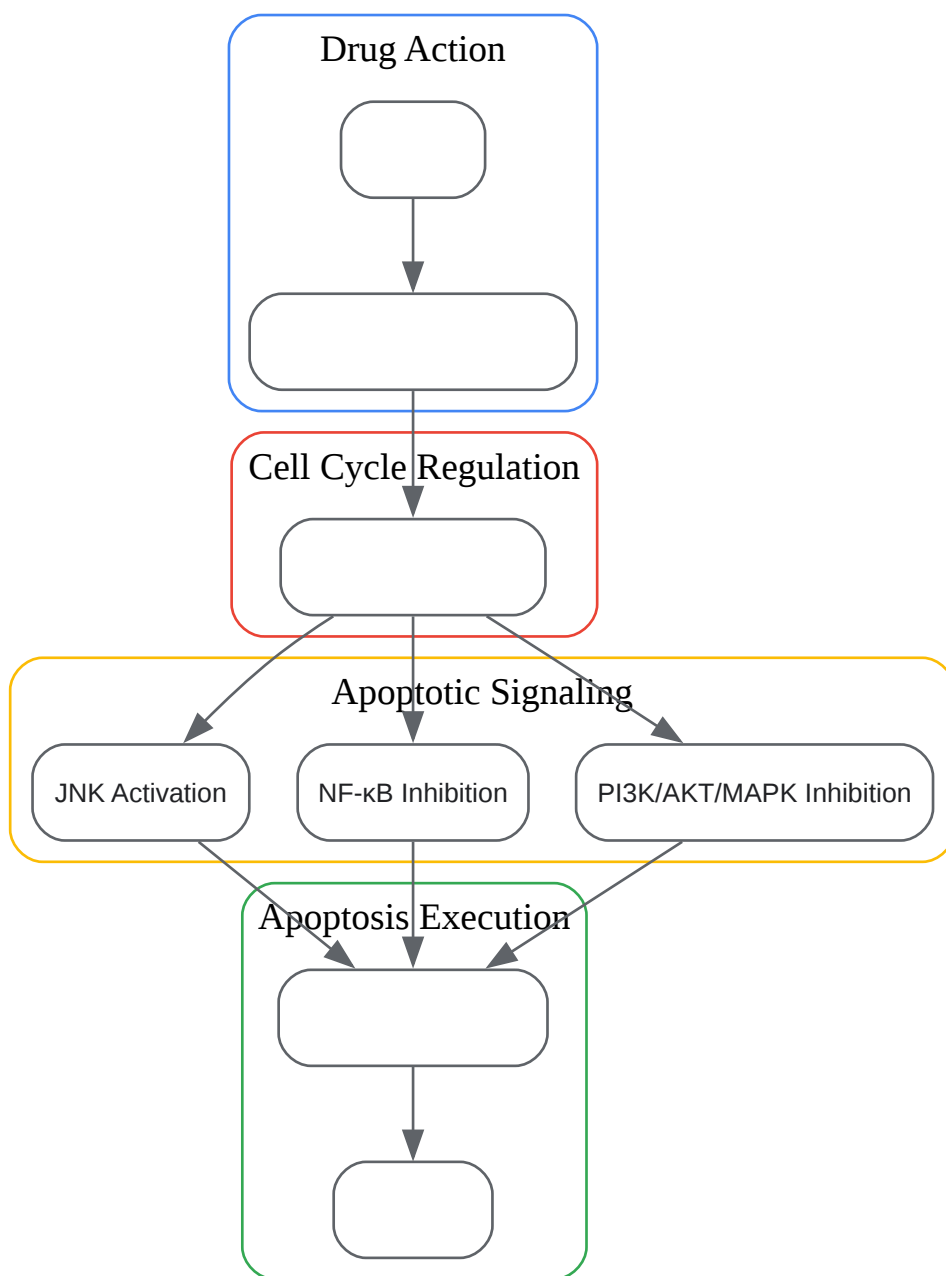 Drug Action
Cell Cycle Regulation
Apoptotic Signaling
JNK Activation
NF-κB Inhibition
PI3K/AKT/MAPK Inhibition
Apoptosis Execution